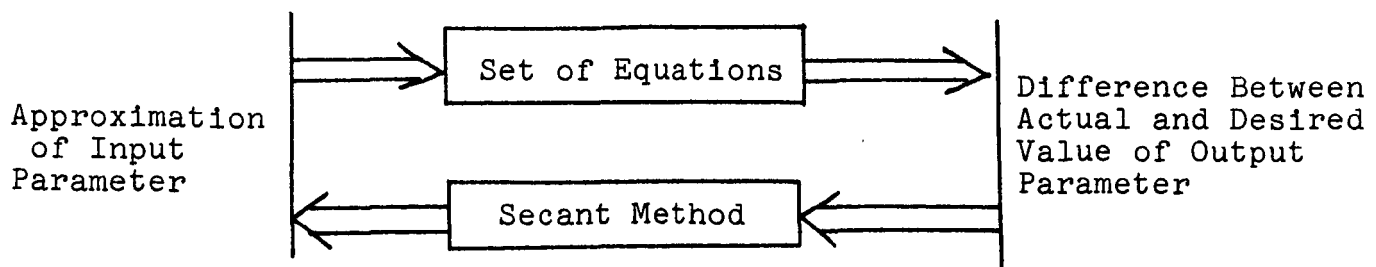 Approximation
of Input
Parameter
Set of Equations
Secant Method
Difference Between
Actual and Desired
Value of Output
Parameter